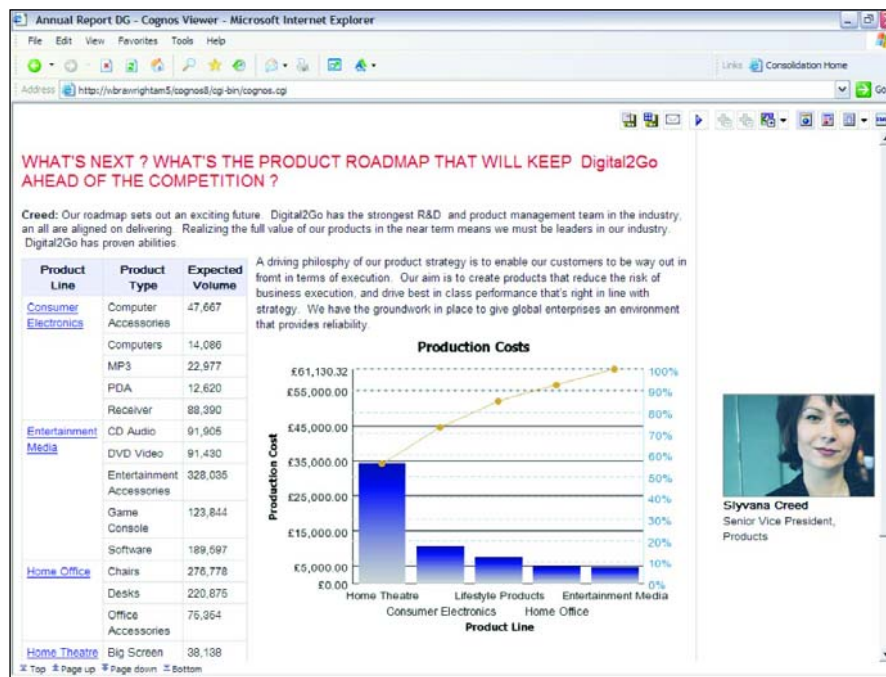 Annual Report DG - Cognos Viewer - Microsoft Internet Explorer
File Edit View Favorites Tools Help
Links Consolidation Home
Address http://wbrawrightam5/cognos8/cgi-bin/cognos.cgi Go
WHAT'S NEXT ? WHAT'S THE PRODUCT ROADMAP THAT WILL KEEP Digital2Go
AHEAD OF THE COMPETITION ?
Creed: Our roadmap sets out an exciting future. Digital2Go has the strongest R&D and product management team in the industry,
an all are aligned on delivering. Realizing the full value of our products in the near term means we must be leaders in our industry.
Digital2Go has proven abilities.
Product Line Product Type Expected Volume
Consumer Electronics Computer Accessories 47,667
Computers 14,086
MP3 22,977
PDA 12,620
Receiver 88,390
Entertainment Media CD Audio 91,905
DVD Video 91,430
Entertainment Accessories 328,035
Game Console 123,844
Software 189,597
Home Office Chairs 276,778
Desks 220,875
Office Accessories 75,354
Home Theatre Big Screen 38,138
A driving philosphy of our product strategy is to enable our customers to be way out in
fromt in terms of execution. Our aim is to create products that reduce the risk of
business execution, and drive best in class performance that's right in line with
strategy. We have the groundwork in place to give global enterprises an environment
that provides reliability.
Production Costs
£61,130.32
£55,000.00
£45,000.00
£35,000.00
£25,000.00
£15,000.00
£5,000.00
£0.00
Production Cost
100%
90%
80%
70%
60%
50%
40%
30%
20%
10%
0%
Home Theatre Lifestyle Products Entertainment Media
Consumer Electronics Home Office
Product Line
Slyvana Creed
Senior Vice President,
Products
Top Page up Page down Bottom